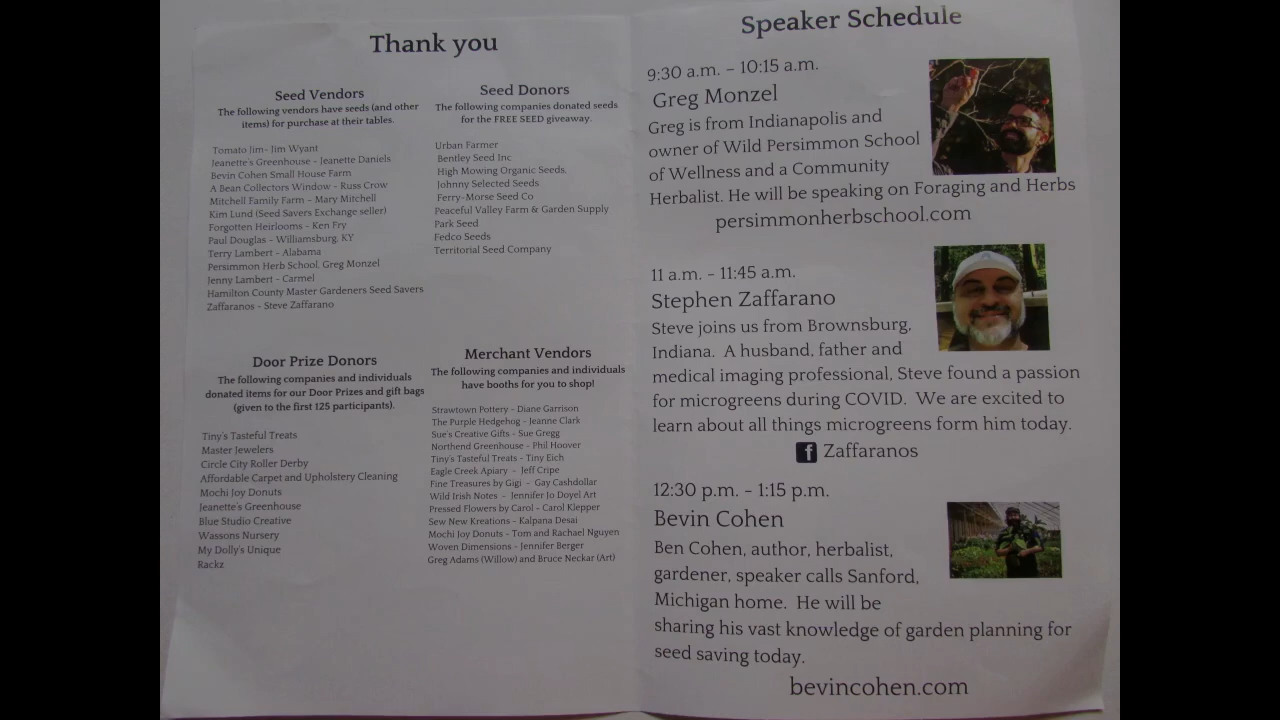 Thank you
Seed Vendors
The following vendors have seeds (and other
items) for purchase at their tables.
Tomato Jim- Jim Wyant
Jeanette's Greenhouse - Jeanette Daniels
Bevin Cohen Small House Farm
A Bean Collectors Window - Russ Crow
Mitchell Family Farm - Mary Mitchell
Kim Lund (Seed Savers Exchange seller)
Forgotten Heirlooms - Ken Fry
Paul Douglas - Williamsburg, KY
Terry Lambert - Alabama
Persimmon Herb School, Greg Monzel
Jenny Lambert - Carmel
Hamilton County Master Gardeners Seed Savers
Zaffaranos - Steve Zaffarano
Seed Donors
The following companies donated seeds
for the FREE SEED giveaway.
Urban Farmer
Bentley Seed Inc
High Mowing Organic Seeds,
Johnny Selected Seeds
Ferry-Morse Seed Co
Peaceful Valley Farm & Garden Supply
Park Seed
Fedco Seeds
Territorial Seed Company
Door Prize Donors
The following companies and individuals
donated items for our Door Prizes and gift bags
(given to the first 125 participants).
Tiny's Tasteful Treats
Master Jewelers
Circle City Roller Derby
Affordable Carpet and Upholstery Cleaning
Mochi Joy Donuts
Jeanette's Greenhouse
Blue Studio Creative
Wassons Nursery
My Dolly's Unique
Rackz
Merchant Vendors
The following companies and individuals
have booths for you to shop!
Strawtown Pottery - Diane Garrison
The Purple Hedgehog - Jeanne Clark
Sue's Creative Gifts - Sue Gregg
Northend Greenhouse - Phil Hoover
Tiny's Tasteful Treats - Tiny Eich
Eagle Creek Apiary - Jeff Cripe
Fine Treasures by Gigi - Gay Cashdollar
Wild Irish Notes - Jennifer Jo Doyel Art
Pressed Flowers by Carol - Carol Klepper
Sew New Kreations - Kalpana Desai
Mochi Joy Donuts - Tom and Rachael Nguyen
Woven Dimensions - Jennifer Berger
Greg Adams (Willow) and Bruce Neckar (Art)
Speaker Schedule
9:30 a.m. - 10:15 a.m.
Greg Monzel
Greg is from Indianapolis and
owner of Wild Persimmon School
of Wellness and a Community
Herbalist. He will be speaking on Foraging and Herbs
persimmonherbschool.com
11 a.m. - 11:45 a.m.
Stephen Zaffarano
Steve joins us from Brownsburg,
Indiana. A husband, father and
medical imaging professional, Steve found a passion
for microgreens during COVID. We are excited to
learn about all things microgreens form him today.
f Zaffaranos
12:30 p.m. - 1:15 p.m.
Bevin Cohen
Ben Cohen, author, herbalist,
gardener, speaker calls Sanford,
Michigan home. He will be
sharing his vast knowledge of garden planning for
seed saving today.
bevincohen.com